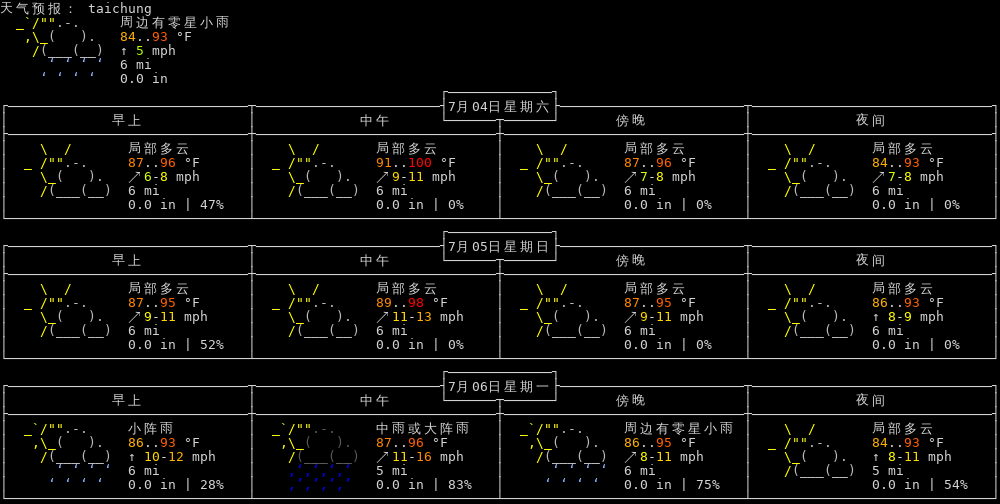 天气预报： taichung
周边有零星小雨
84..93 °F
↑ 5 mph
6 mi
0.0 in
7月04日星期六
早上 中午 傍晚 夜间
局部多云 局部多云 局部多云 局部多云
87..96 °F 91..100 °F 87..96 °F 84..93 °F
↗6-8 mph ↗9-11 mph ↗7-8 mph ↗7-8 mph
6 mi 6 mi 6 mi 6 mi
0.0 in | 47% 0.0 in | 0% 0.0 in | 0% 0.0 in | 0%
7月05日星期日
早上 中午 傍晚 夜间
局部多云 局部多云 局部多云 局部多云
87..95 °F 89..98 °F 87..95 °F 86..93 °F
↗9-11 mph ↗11-13 mph ↗9-11 mph ↑ 8-9 mph
6 mi 6 mi 6 mi 6 mi
0.0 in | 52% 0.0 in | 0% 0.0 in | 0% 0.0 in | 0%
7月06日星期一
早上 中午 傍晚 夜间
小阵雨 中雨或大阵雨 周边有零星小雨 局部多云
86..93 °F 87..96 °F 86..95 °F 84..93 °F
↑ 10-12 mph ↗11-16 mph ↗8-11 mph ↑ 8-11 mph
6 mi 5 mi 6 mi 5 mi
0.0 in | 28% 0.0 in | 83% 0.0 in | 75% 0.0 in | 54%